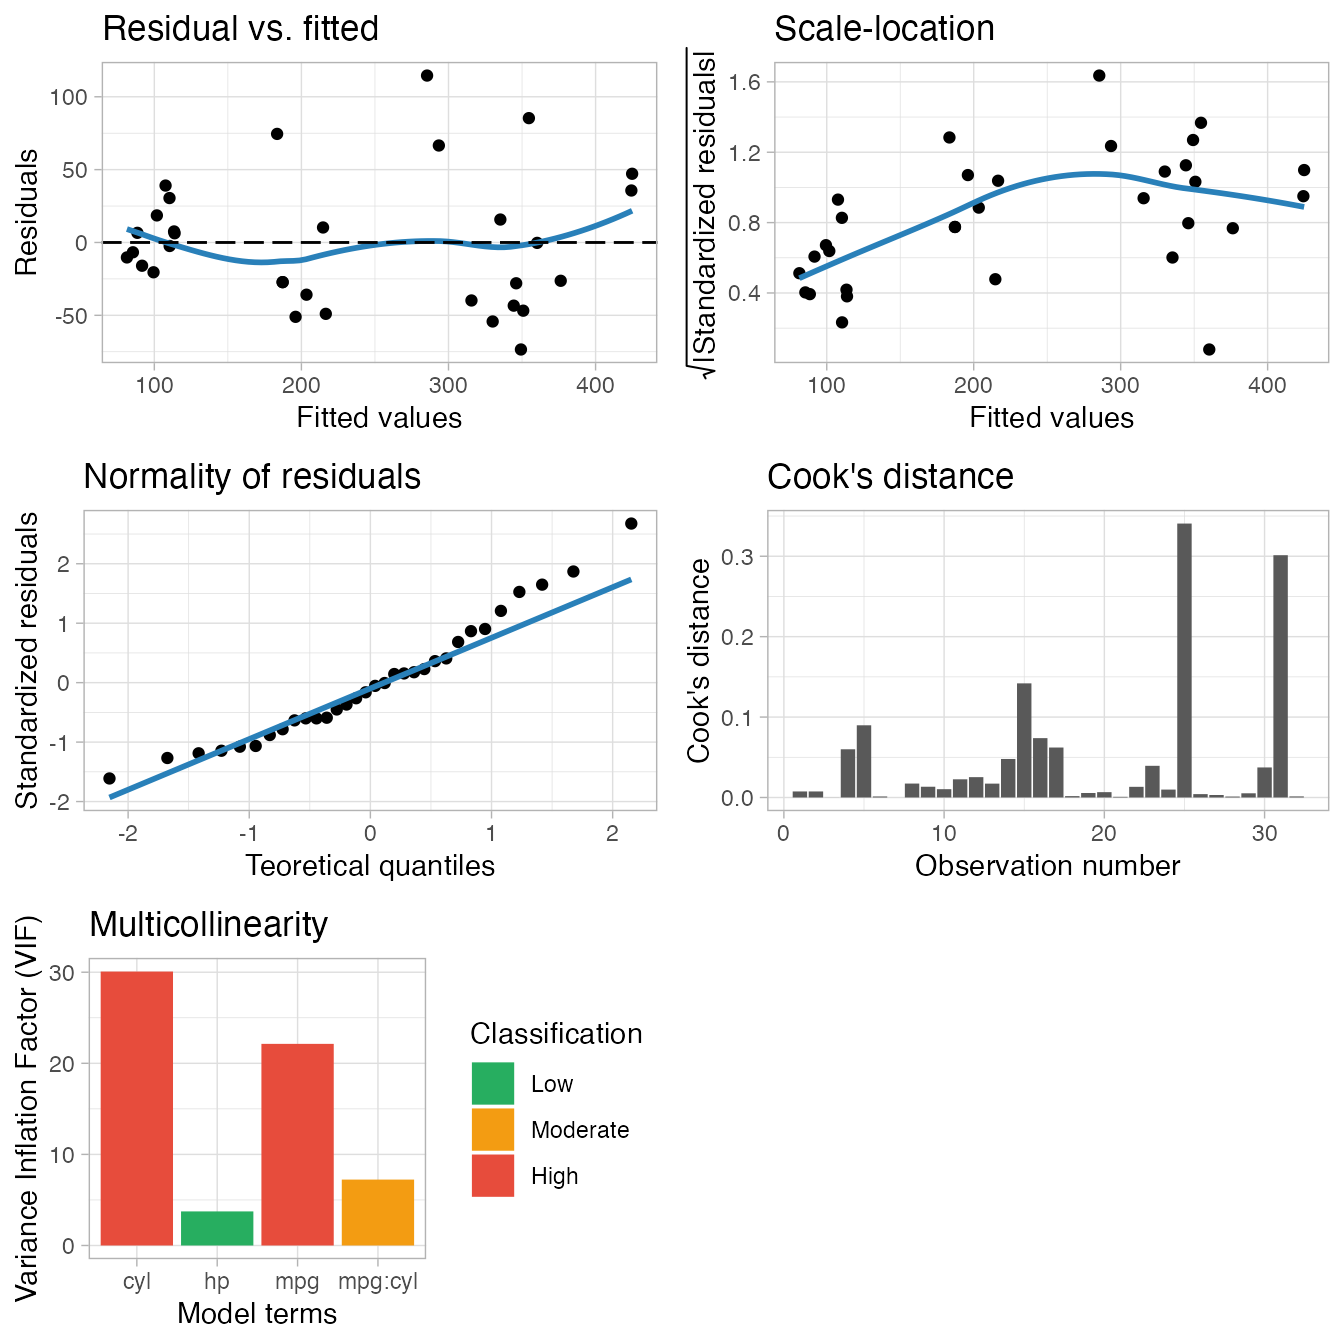 Residual vs. fitted
100
50
0
-50
Residuals
100 200 300 400
Fitted values
Scale-location
1.6
1.2
0.8
0.4
√|Standardized residuals|
100 200 300 400
Fitted values
Normality of residuals
2
1
0
-1
-2
Standardized residuals
-2 -1 0 1 2
Teoretical quantiles
Cook's distance
0.3
0.2
0.1
0.0
Cook's distance
0 10 20 30
Observation number
Multicollinearity
30
20
10
0
Variance Inflation Factor (VIF)
cyl hp mpg mpg:cyl
Model terms
Classification
Low
Moderate
High